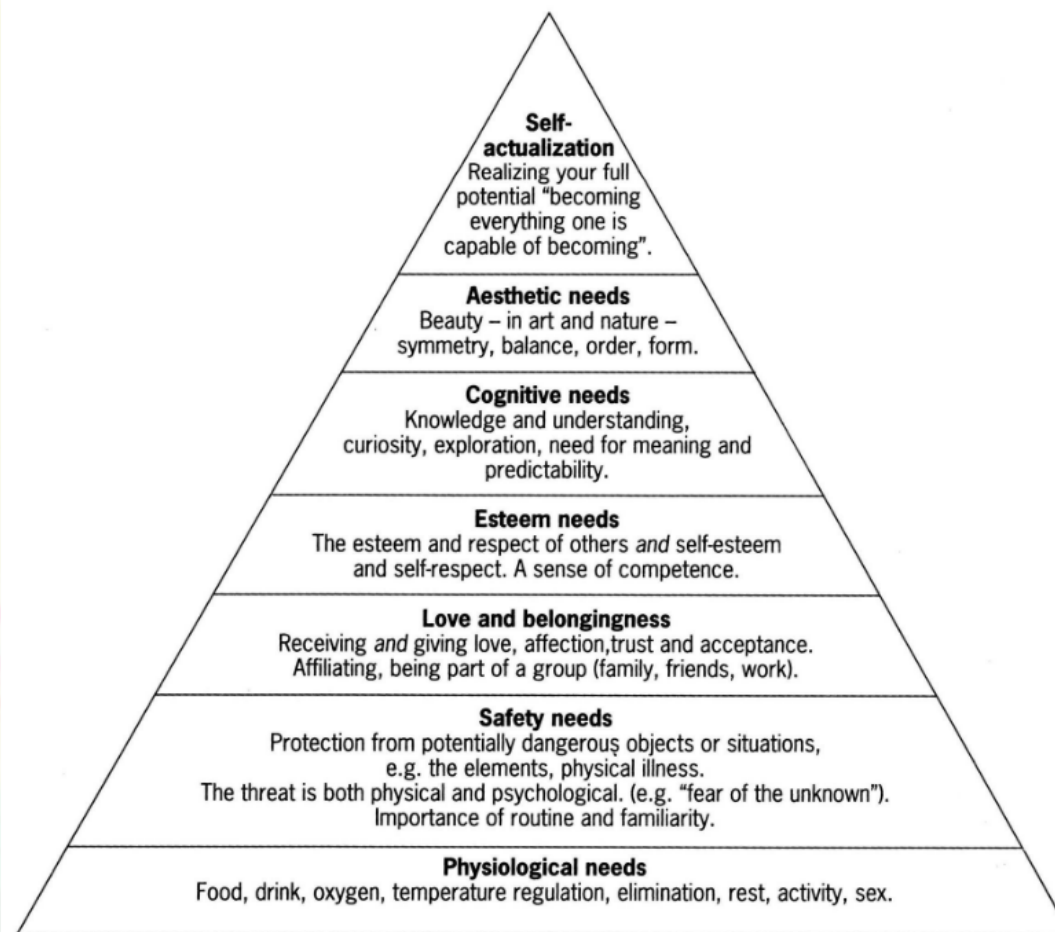 Self-
actualization
Realizing your full
potential “becoming
everything one is
capable of becoming”.
Aesthetic needs
Beauty – in art and nature –
symmetry, balance, order, form.
Cognitive needs
Knowledge and understanding,
curiosity, exploration, need for meaning and
predictability.
Esteem needs
The esteem and respect of others and self-esteem
and self-respect. A sense of competence.
Love and belongingness
Receiving and giving love, affection,trust and acceptance.
Affiliating, being part of a group (family, friends, work).
Safety needs
Protection from potentially dangerous objects or situations,
e.g. the elements, physical illness.
The threat is both physical and psychological. (e.g. “fear of the unknown”).
Importance of routine and familiarity.
Physiological needs
Food, drink, oxygen, temperature regulation, elimination, rest, activity, sex.